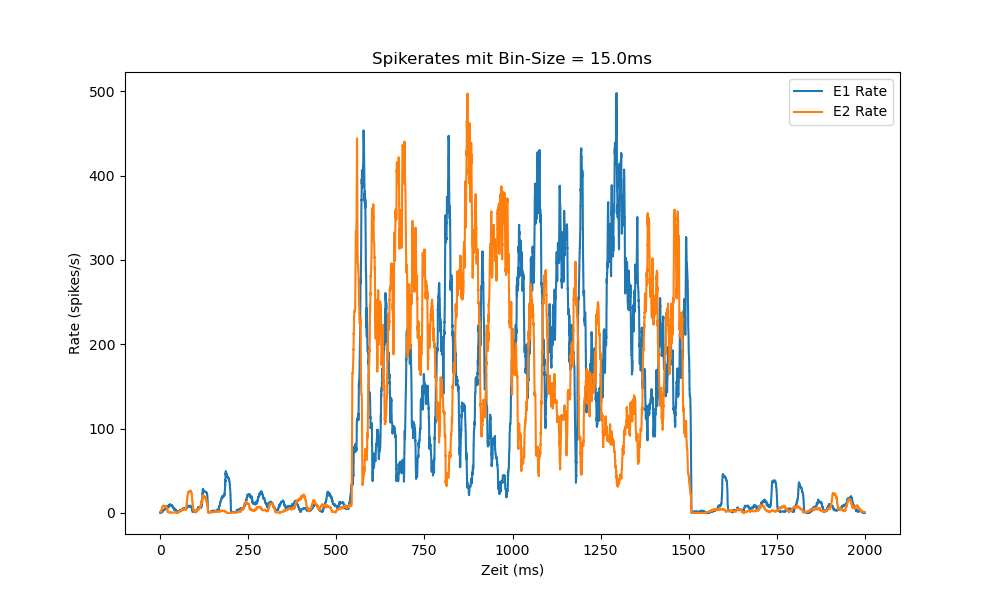 Spikerates mit Bin-Size = 15.0ms
E1 Rate
E2 Rate
Rate (spikes/s)
500
400
300
200
100
0
0 250 500 750 1000 1250 1500 1750 2000
Zeit (ms)